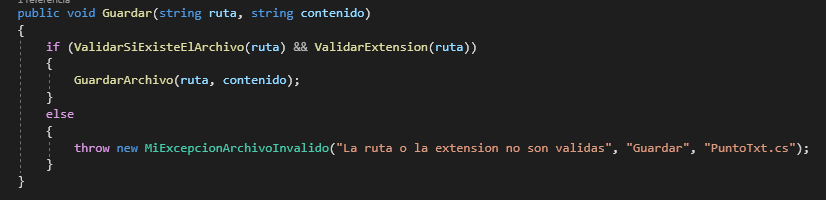 1 referencia
public void Guardar(string ruta, string contenido)
{
if (ValidarSiExisteElArchivo(ruta) && ValidarExtension(ruta))
{
GuardarArchivo(ruta, contenido);
}
else
{
throw new MiExcepcionArchivoInvalido("La ruta o la extension no son validas", "Guardar", "PuntoTxt.cs");
}
}